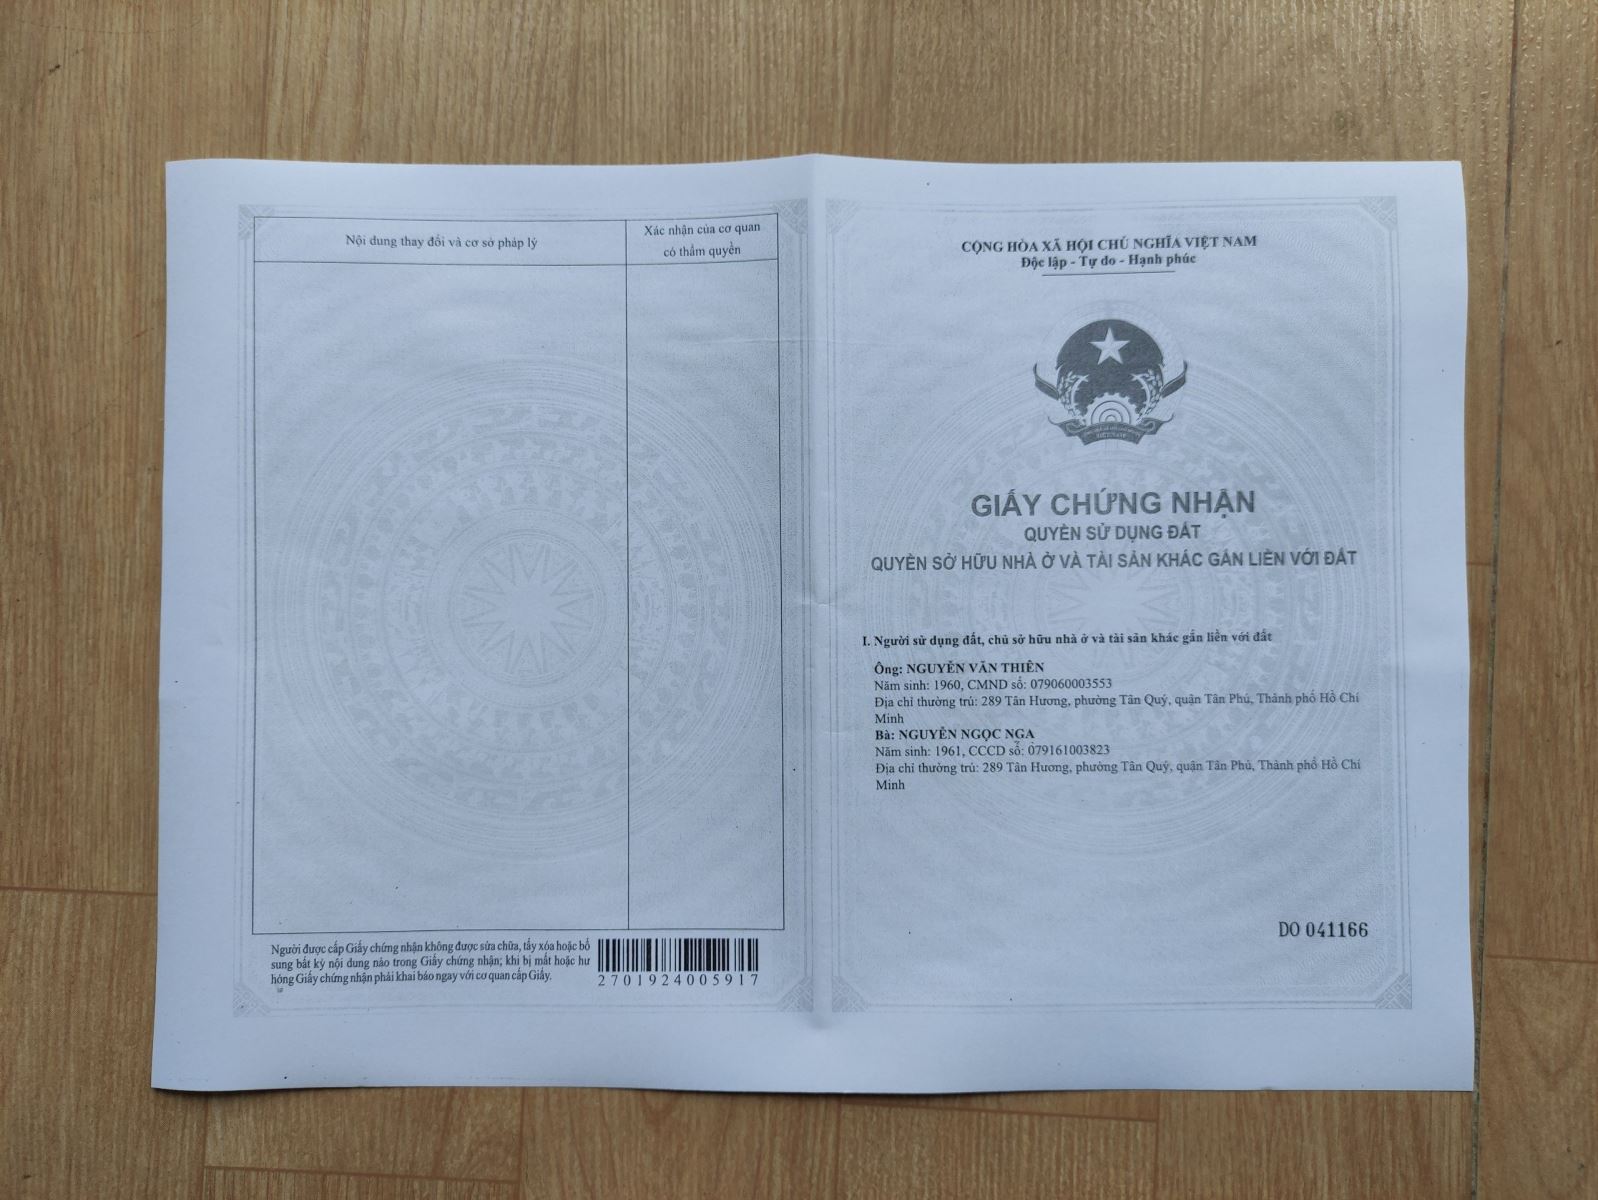 Nội dung thay đổi và cơ sở pháp lý
Xác nhận của cơ quan
có thẩm quyền
Người được cấp Giấy chứng nhận không được sửa chữa, tẩy xóa hoặc bổ
sung bất kỳ nội dung nào trong Giấy chứng nhận; khi bị mất hoặc hư
hỏng Giấy chứng nhận phải khai báo ngay với cơ quan cấp Giấy.
2701924005917
CỘNG HÒA XÃ HỘI CHỦ NGHĨA VIỆT NAM
Độc lập - Tự do - Hạnh phúc
VIỆT NAM
GIẤY CHỨNG NHẬN
QUYỀN SỬ DỤNG ĐẤT
QUYỀN SỞ HỮU NHÀ Ở VÀ TÀI SẢN KHÁC GẮN LIỀN VỚI ĐẤT
I. Người sử dụng đất, chủ sở hữu nhà ở và tài sản khác gắn liền với đất
Ông: NGUYỄN VĂN THIÊN
Năm sinh: 1960, CMND số: 079060003553
Địa chỉ thường trú: 289 Tân Hương, phường Tân Quý, quận Tân Phú, Thành phố Hồ Chí
Minh
Bà: NGUYỄN NGỌC NGA
Năm sinh: 1961, CCCD số: 079161003823
Địa chỉ thường trú: 289 Tân Hương, phường Tân Quý, quận Tân Phú, Thành phố Hồ Chí
Minh
DO 041166